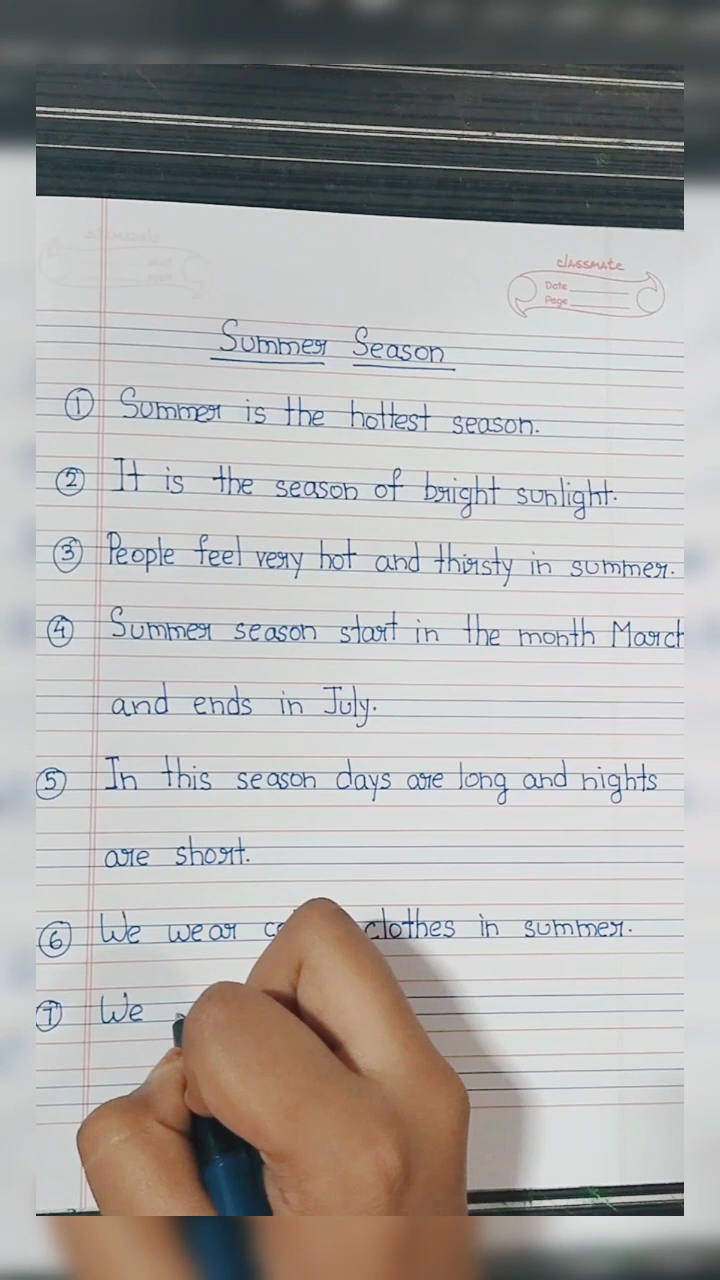 classmate
Date
Page
Summer Season
① Summer is the hottest season.
② It is the season of bright sunlight.
③ People feel very hot and thirsty in summer.
④ Summer season start in the month March
and ends in July.
⑤ In this season days are long and nights
are short.
⑥ We wear clothes in summer.
⑦ We